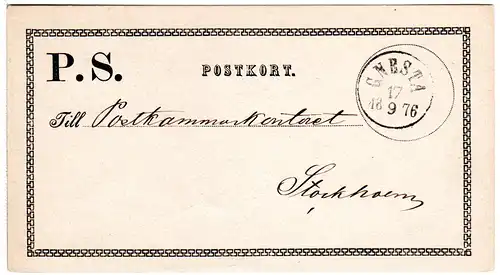 P.S.
POSTKORT.
GNESTA
17
18 9 76
Till Postkammarkontoret
Stockholm